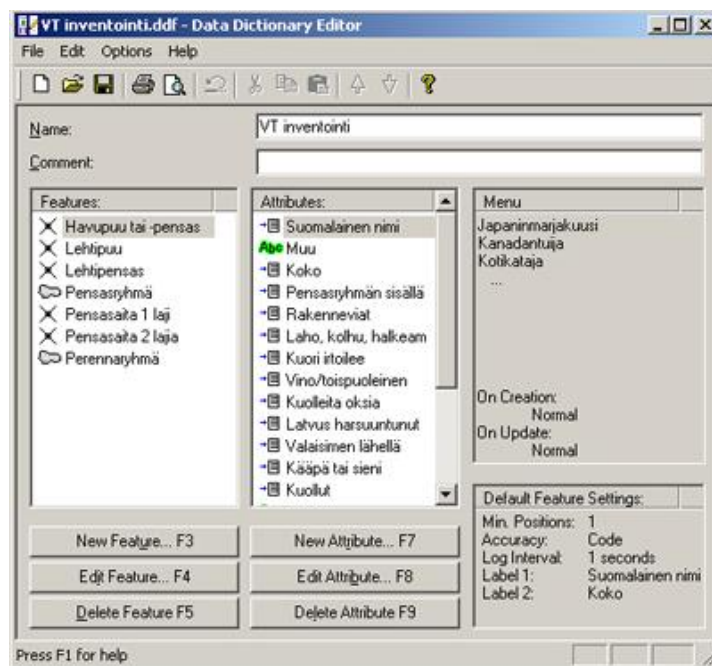 VT inventointi.ddf - Data Dictionary Editor
File Edit Options Help
Name: VT inventointi
Comment:
Features:
Havupuu tai -pensas
Lehtipuu
Lehtipensas
Pensasryhmä
Pensasaita 1 laji
Pensasaita 2 lajia
Perennaryhmä
Attributes:
Suomalainen nimi
Abc Muu
Koko
Pensasryhmän sisällä
Rakenneviat
Laho, kolhu, halkeam
Kuori irtoilee
Vino/toispuoleinen
Kuolleita oksia
Latvus harsuuntunut
Valaisimen lähellä
Kääpä tai sieni
Kuollut
Menu
Japaninmarjakuusi
Kanadantuija
Kotikataja
...
On Creation:
Normal
On Update:
Normal
Default Feature Settings:
Min. Positions: 1
Accuracy: Code
Log Interval: 1 seconds
Label 1: Suomalainen nimi
Label 2: Koko
New Feature... F3
Edit Feature... F4
Delete Feature F5
New Attribute... F7
Edit Attribute... F8
Delete Attribute F9
Press F1 for help